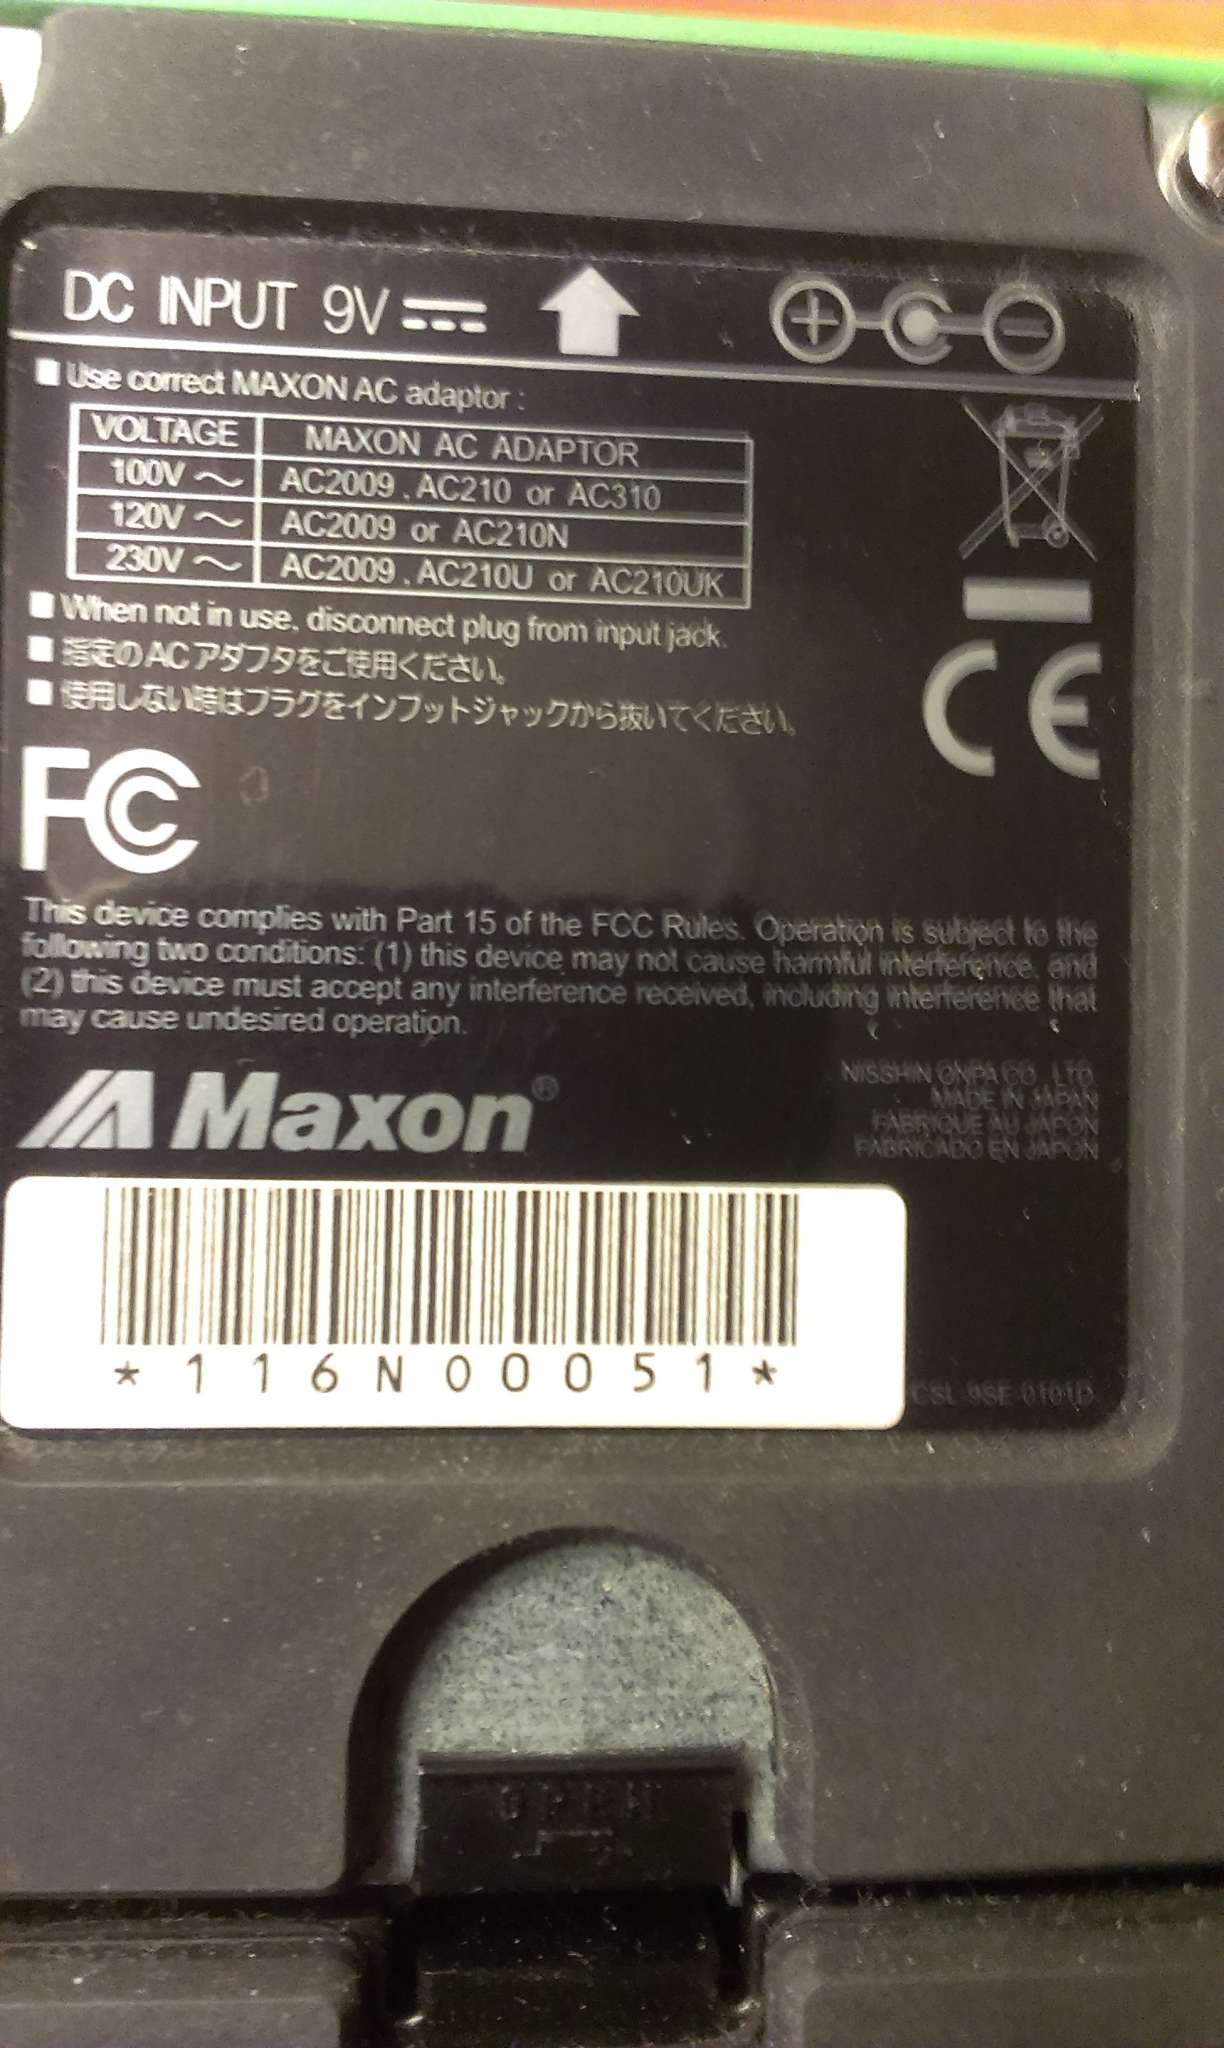 DC INPUT 9V
■ Use correct MAXON AC adaptor :
VOLTAGE MAXON AC ADAPTOR
100V ～ AC2009 , AC210 or AC310
120V ～ AC2009 or AC210N
230V ～ AC2009 , AC210U or AC210UK
■ When not in use, disconnect plug from input jack.
■ 指定のACアダプタをご使用ください。
■ 使用しない時はプラグをインプットジャックから抜いてください。
CE
FC
This device complies with Part 15 of the FCC Rules. Operation is subject to the
following two conditions: (1) this device may not cause harmful interference, and
(2) this device must accept any interference received, including interference that
may cause undesired operation.
Maxon®
NISSHIN ONPA CO., LTD.
MADE IN JAPAN
FABRIQUE AU JAPON
FABRICADO EN JAPON
*116N00051*
CSL-9SE-0101D
OPEN